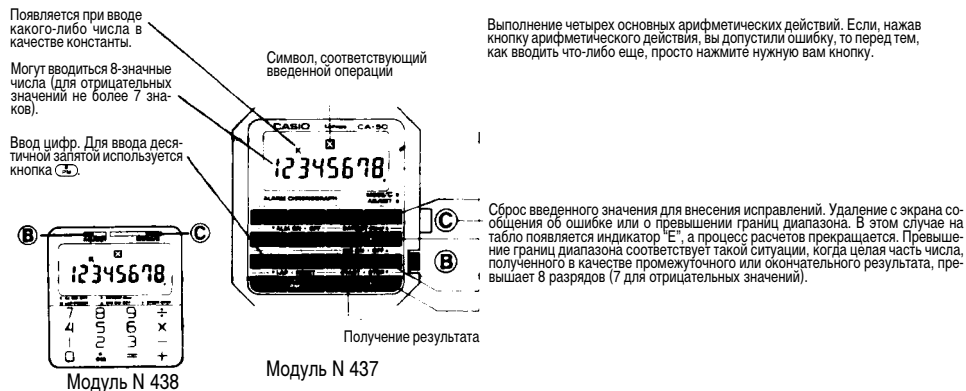 Появляется при вводе
какого-либо числа в
качестве константы.
Могут вводиться 8-значные
числа (для отрицательных
значений не более 7 зна-
ков).
Ввод цифр. Для ввода деся-
тичной запятой используется
кнопка
Символ, соответствующий
введенной операции
CASIO CA-90
K
×
12345678.
ALARM CHRONOGRAPH
C
B
Получение результата
Модуль N 437
B
C
K
×
12345678.
7 8 9 ÷
4 5 6 ×
1 2 3 −
0 = +
Модуль N 438
Выполнение четырех основных арифметических действий. Если, нажав
кнопку арифметического действия, вы допустили ошибку, то перед тем,
как вводить что-либо еще, просто нажмите нужную вам кнопку.
Сброс введенного значения для внесения исправлений. Удаление с экрана со-
общения об ошибке или о превышении границ диапазона. В этом случае на
табло появляется индикатор "E", а процесс расчетов прекращается. Превыше-
ние границ диапазона соответствует такой ситуации, когда целая часть числа,
полученного в качестве промежуточного или окончательного результата, пре-
вышает 8 разрядов (7 для отрицательных значений).